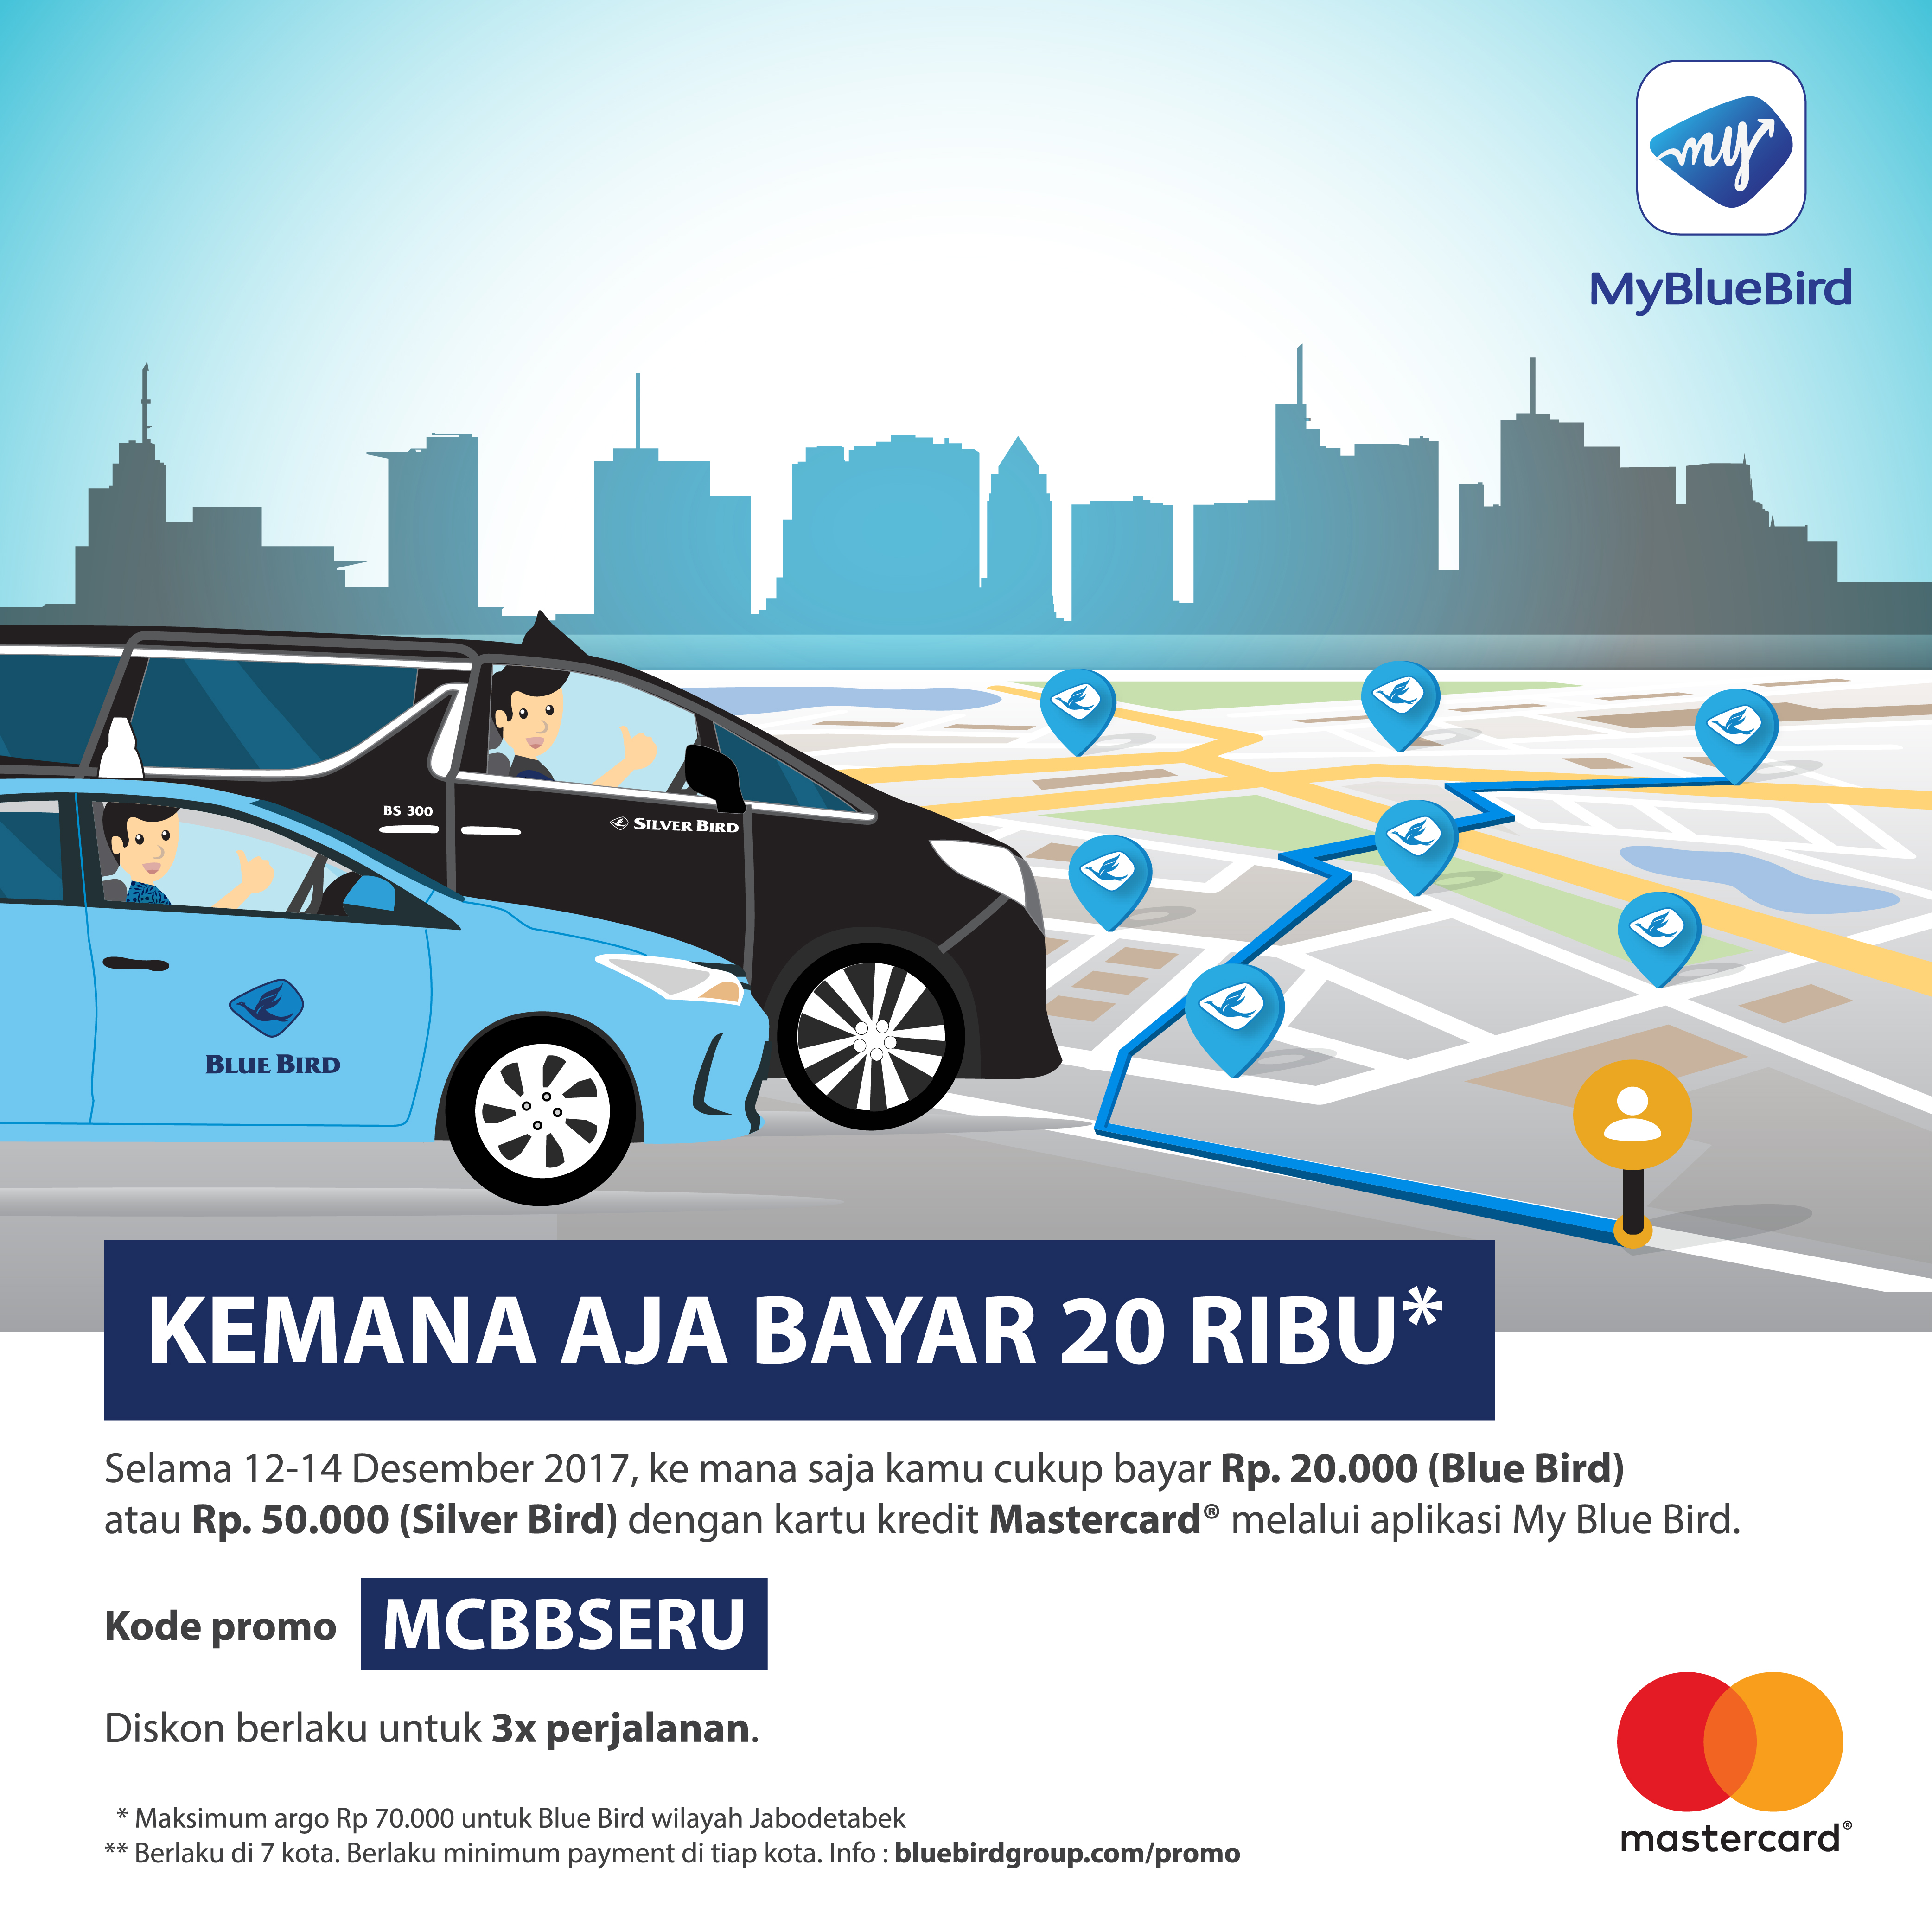 my
MyBlueBird
BS 300
SILVER BIRD
BLUE BIRD
KEMANA AJA BAYAR 20 RIBU*
Selama 12-14 Desember 2017, ke mana saja kamu cukup bayar Rp. 20.000 (Blue Bird)
atau Rp. 50.000 (Silver Bird) dengan kartu kredit Mastercard® melalui aplikasi My Blue Bird.
Kode promo MCBBSERU
Diskon berlaku untuk 3x perjalanan.
* Maksimum argo Rp 70.000 untuk Blue Bird wilayah Jabodetabek
** Berlaku di 7 kota. Berlaku minimum payment di tiap kota. Info : bluebirdgroup.com/promo
mastercard®